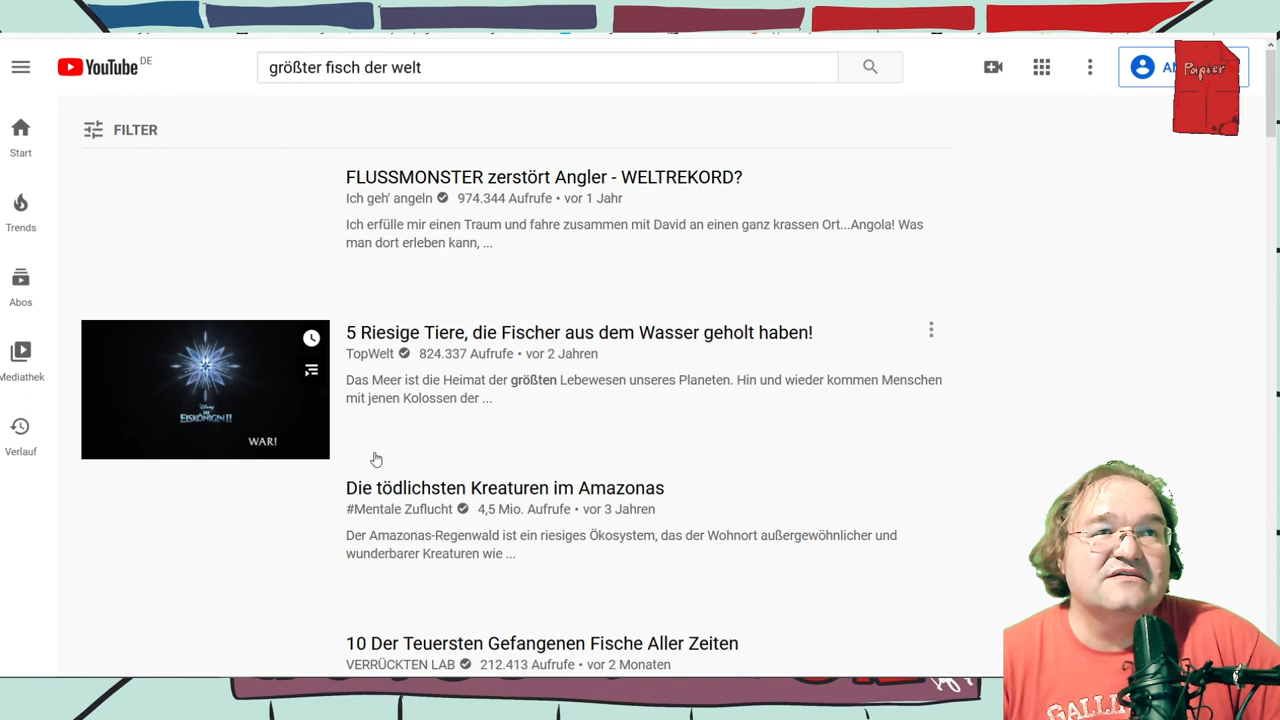 YouTube DE
größter fisch der welt
Papier
FILTER
Start
Trends
Abos
Mediathek
Verlauf
FLUSSMONSTER zerstört Angler - WELTREKORD?
Ich geh' angeln 974.344 Aufrufe • vor 1 Jahr
Ich erfülle mir einen Traum und fahre zusammen mit David an einen ganz krassen Ort...Angola! Was
man dort erleben kann, ...
DISNEY
DIE
EISKÖNIGIN II
WAR!
5 Riesige Tiere, die Fischer aus dem Wasser geholt haben!
TopWelt 824.337 Aufrufe • vor 2 Jahren
Das Meer ist die Heimat der größten Lebewesen unseres Planeten. Hin und wieder kommen Menschen
mit jenen Kolossen der ...
Die tödlichsten Kreaturen im Amazonas
#Mentale Zuflucht 4,5 Mio. Aufrufe • vor 3 Jahren
Der Amazonas-Regenwald ist ein riesiges Ökosystem, das der Wohnort außergewöhnlicher und
wunderbarer Kreaturen wie ...
10 Der Teuersten Gefangenen Fische Aller Zeiten
VERRÜCKTEN LAB 212.413 Aufrufe • vor 2 Monaten
GALLI